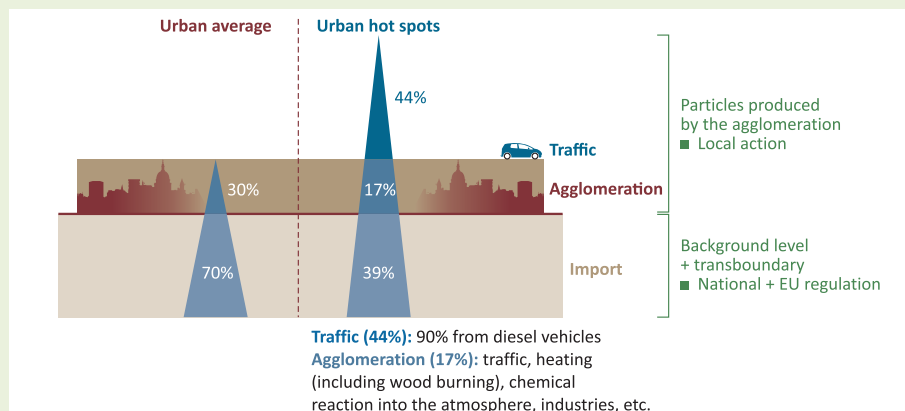 Urban average
Urban hot spots
44%
Traffic
30%
17%
Agglomeration
70%
39%
Import
Particles produced
by the agglomeration
■ Local action
Background level
+ transboundary
■ National + EU regulation
Traffic (44%): 90% from diesel vehicles
Agglomeration (17%): traffic, heating
(including wood burning), chemical
reaction into the atmosphere, industries, etc.